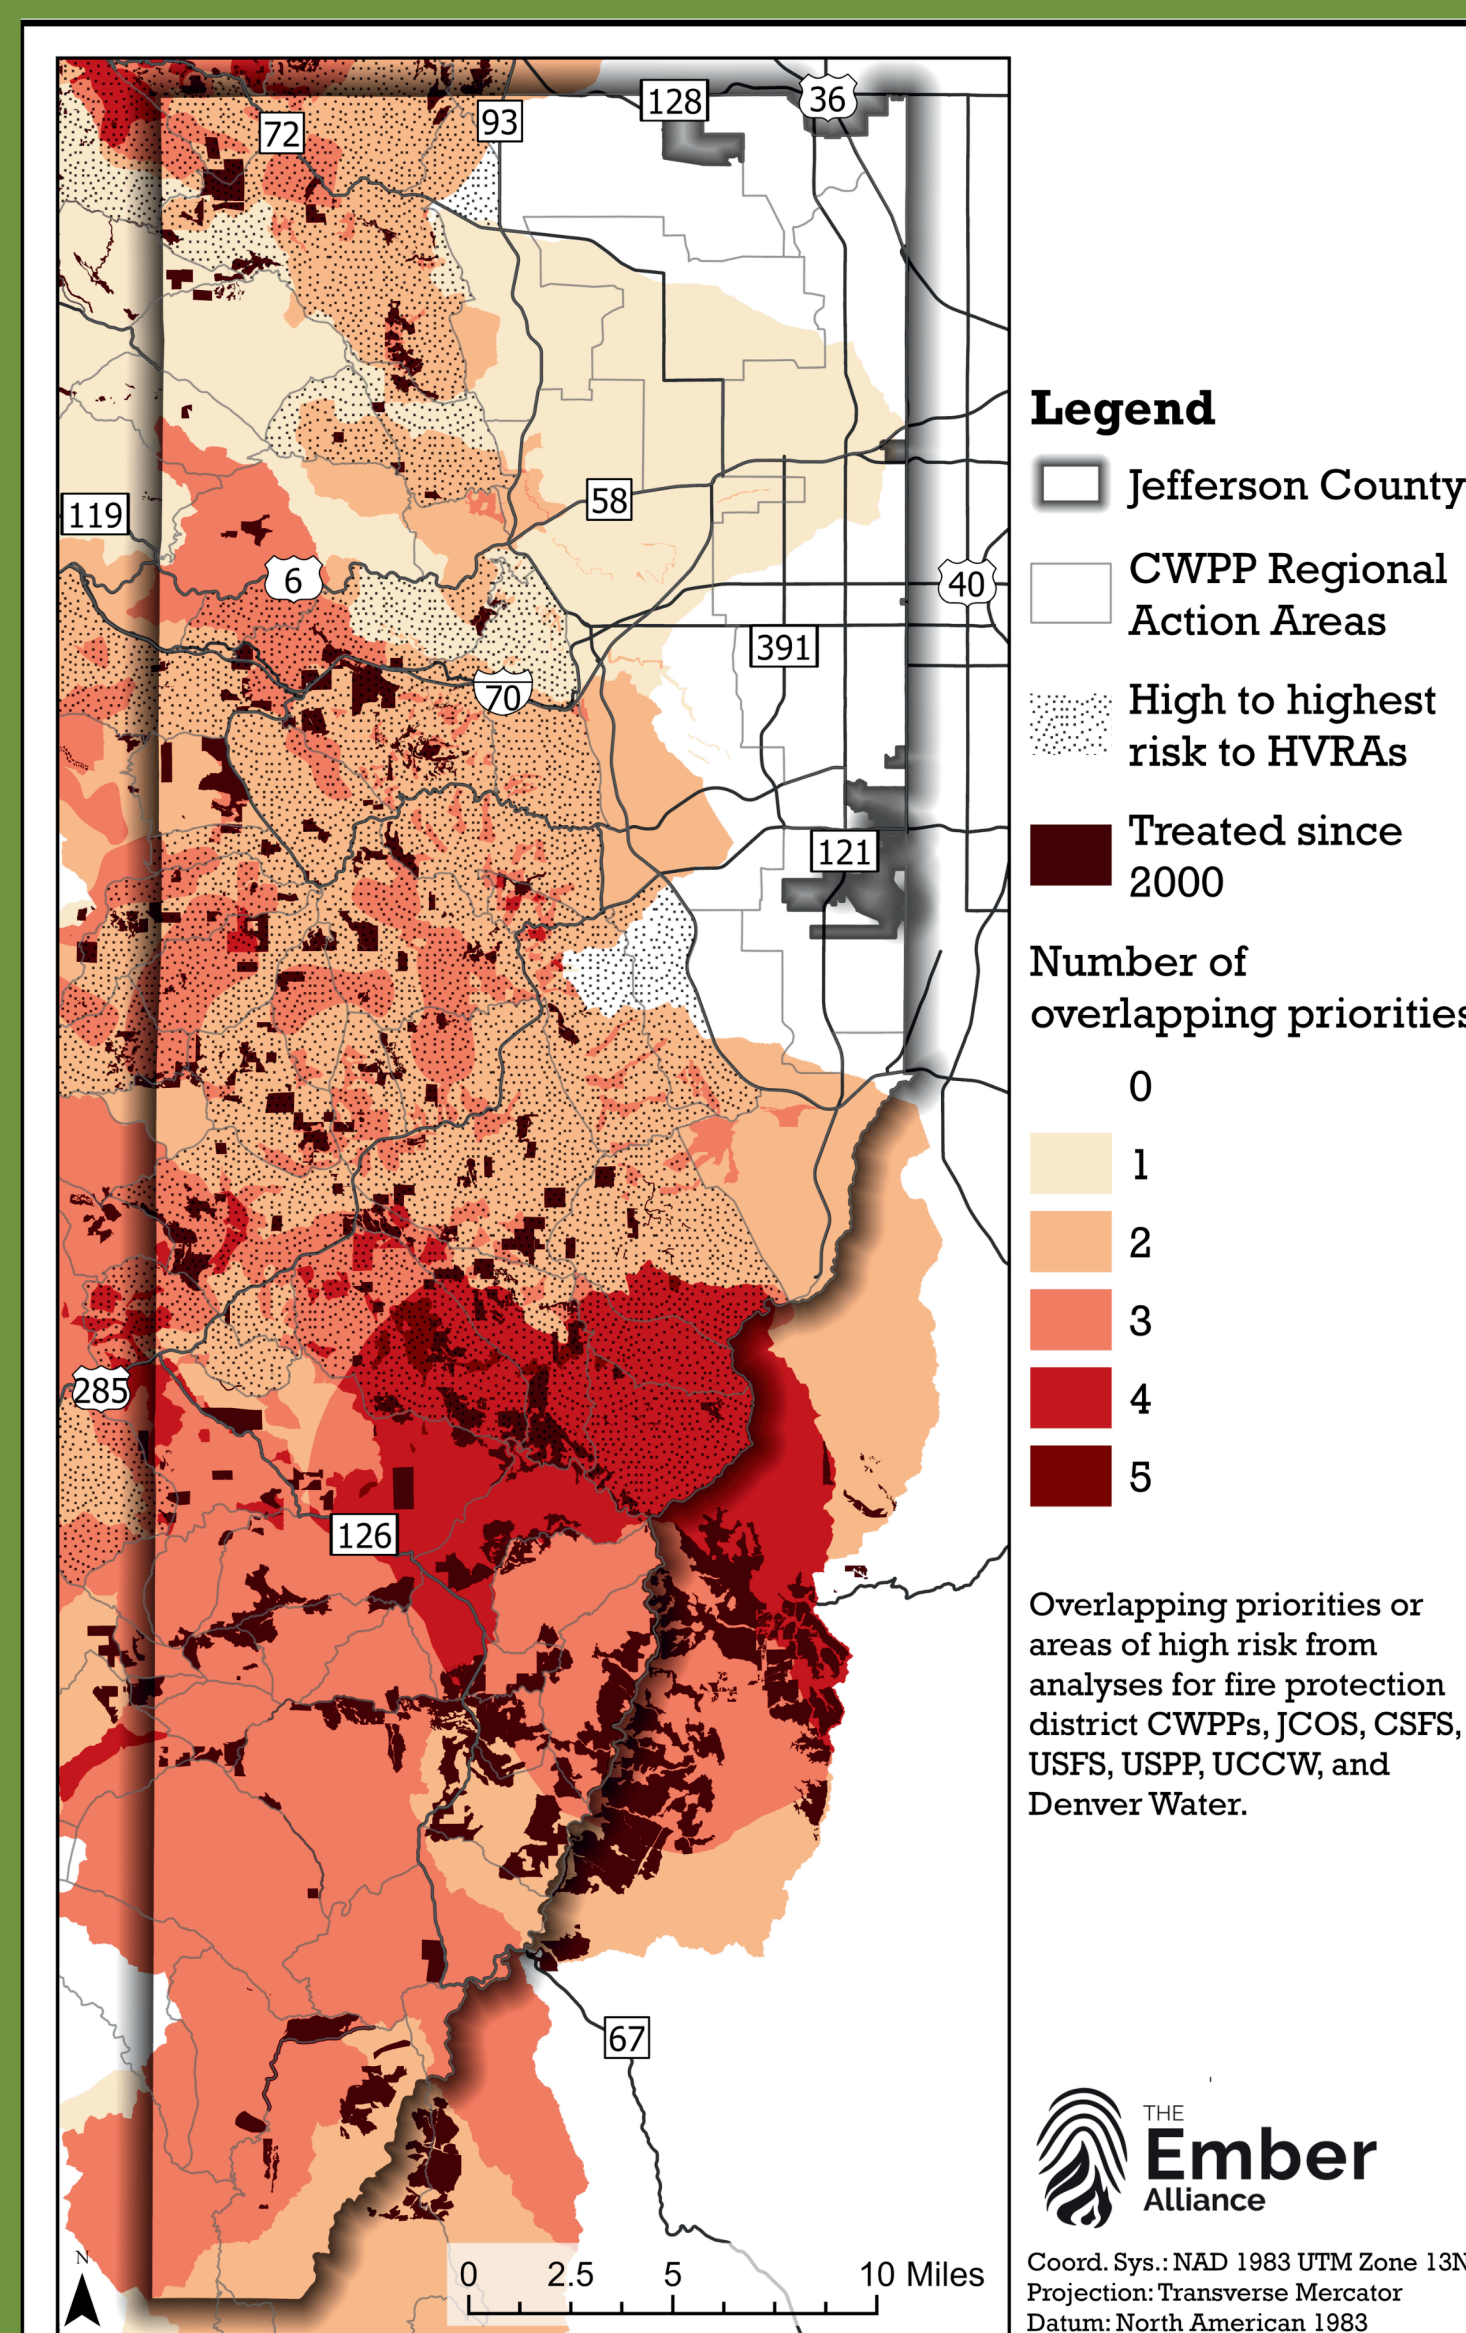 128
36
72
93
58
119
6
40
391
70
121
285
126
67
N
0 2.5 5 10 Miles
Legend
Jefferson County
CWPP Regional
Action Areas
High to highest
risk to HVRAs
Treated since
2000
Number of
overlapping priorities
0
1
2
3
4
5
Overlapping priorities or
areas of high risk from
analyses for fire protection
district CWPPs, JCOS, CSFS,
USFS, USPP, UCCW, and
Denver Water.
THE
Ember
Alliance
Coord. Sys.: NAD 1983 UTM Zone 13N
Projection: Transverse Mercator
Datum: North American 1983